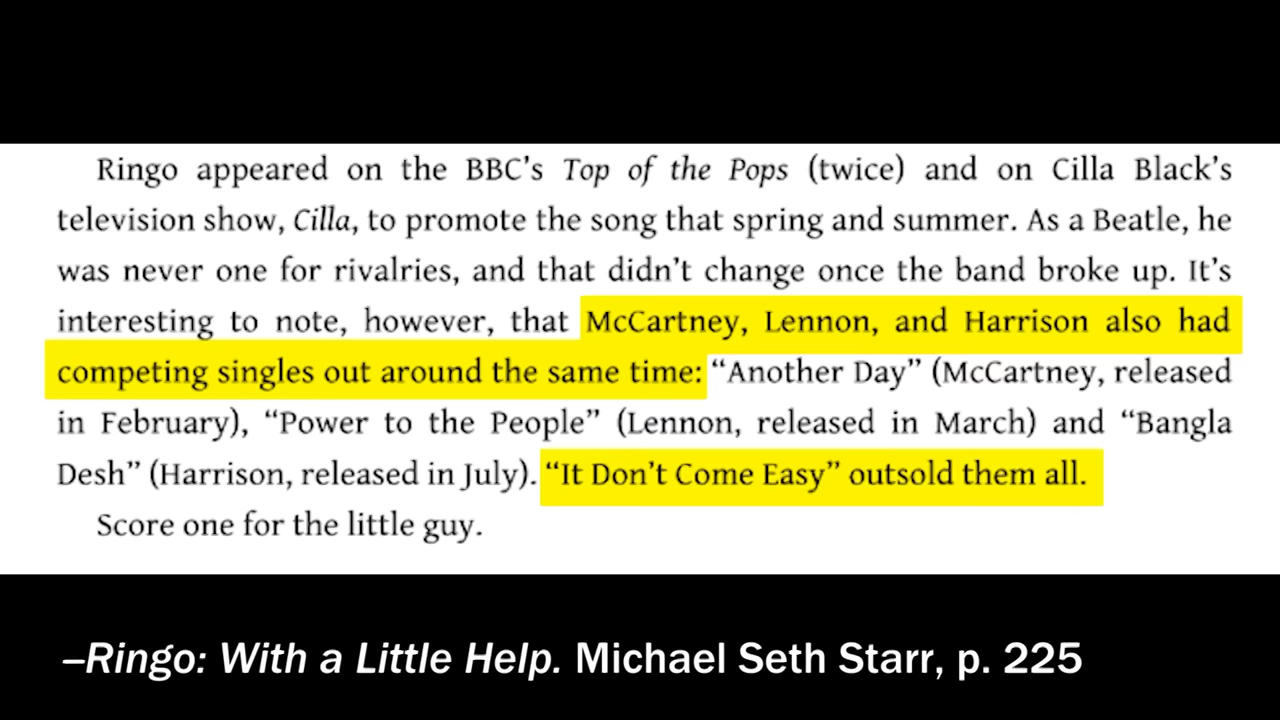 Ringo appeared on the BBC’s Top of the Pops (twice) and on Cilla Black’s
television show, Cilla, to promote the song that spring and summer. As a Beatle, he
was never one for rivalries, and that didn’t change once the band broke up. It’s
interesting to note, however, that McCartney, Lennon, and Harrison also had
competing singles out around the same time: “Another Day” (McCartney, released
in February), “Power to the People” (Lennon, released in March) and “Bangla
Desh” (Harrison, released in July). “It Don’t Come Easy” outsold them all.
Score one for the little guy.
–Ringo: With a Little Help. Michael Seth Starr, p. 225